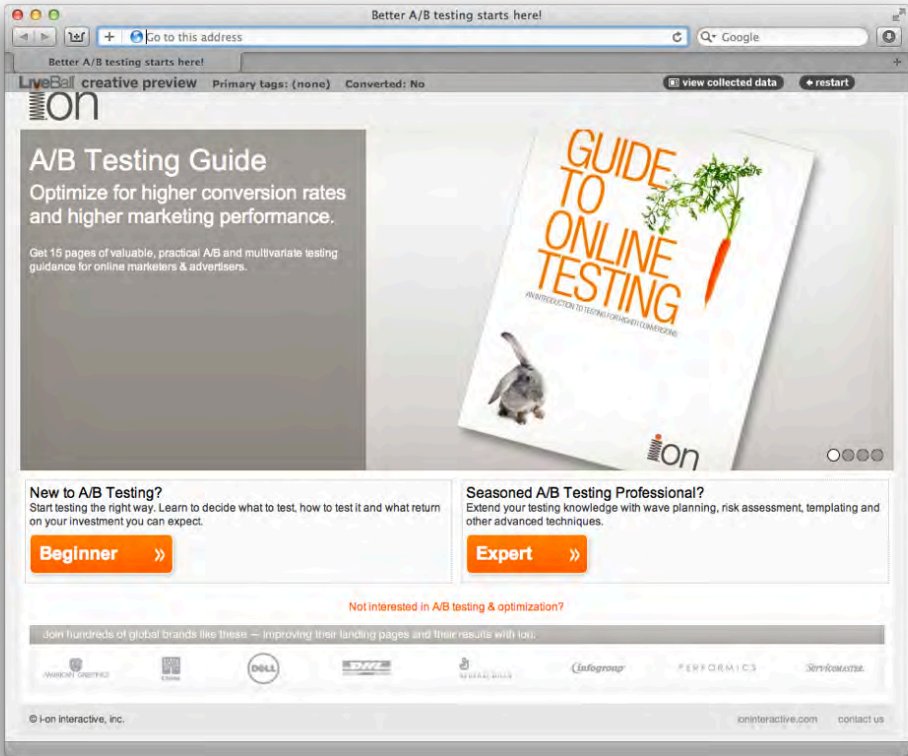 Better A/B testing starts here!
Go to this address
Google
Better A/B testing starts here!
LiveBall creative preview Primary tags: (none) Converted: No view collected data restart
ion
A/B Testing Guide
Optimize for higher conversion rates
and higher marketing performance.
Get 15 pages of valuable, practical A/B and multivariate testing
guidance for online marketers & advertisers.
GUIDE
TO
ONLINE
TESTING
AN INTRODUCTION TO TESTING FOR HIGHER CONVERSIONS
ion
New to A/B Testing?
Start testing the right way. Learn to decide what to test, how to test it and what return
on your investment you can expect.
Beginner »
Seasoned A/B Testing Professional?
Extend your testing knowledge with wave planning, risk assessment, templating and
other advanced techniques.
Expert »
Not interested in A/B testing & optimization?
Join hundreds of global brands like these — improving their landing pages and their results with ion.
AMERICAN GREETINGS DELL DHL GENERAL MILLS infogroup PERFORMICS ServiceMaster
© i-on interactive, inc.
ioninteractive.com contact us